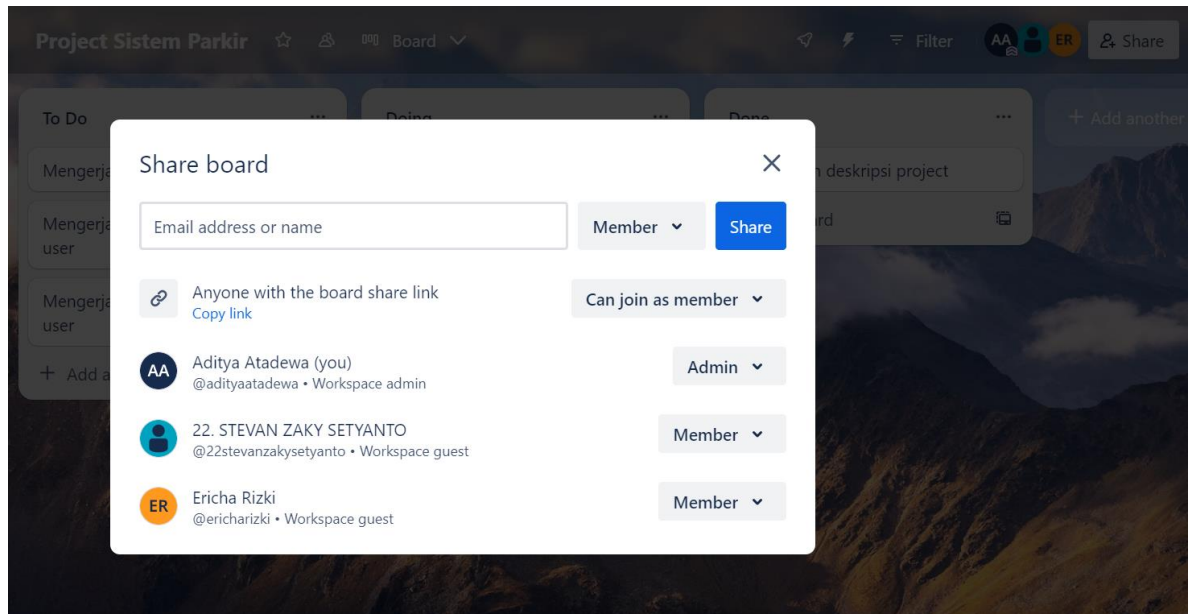 Project Sistem Parkir
Board
Filter
AA
ER
Share
To Do
Doing
Done
+ Add another
Mengerja
Mengerja
user
Mengerja
user
+ Add a
deskripsi project
Share board
Email address or name
Member
Share
Anyone with the board share link
Copy link
Can join as member
AA
Aditya Atadewa (you)
@adityaatadewa • Workspace admin
Admin
22. STEVAN ZAKY SETYANTO
@22stevanzakysetyanto • Workspace guest
Member
ER
Ericha Rizki
@ericharizki • Workspace guest
Member